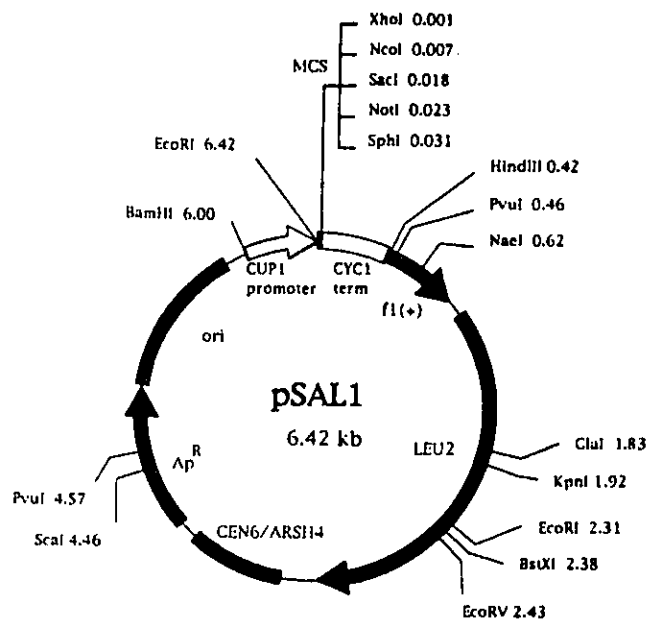 XhoI 0.001
NcoI 0.007
MCS
SacI 0.018
NotI 0.023
SphI 0.031
EcoRI 6.42
HindIII 0.42
PvuI 0.46
BamHI 6.00
NaeI 0.62
CUP1
promoter
CYC1
term
f1(+)
ori
pSAL1
6.42 kb
LEU2
ClaI 1.83
KpnI 1.92
ApR
PvuI 4.57
ScaI 4.46
CEN6/ARSH4
EcoRI 2.31
BstXI 2.38
EcoRV 2.43